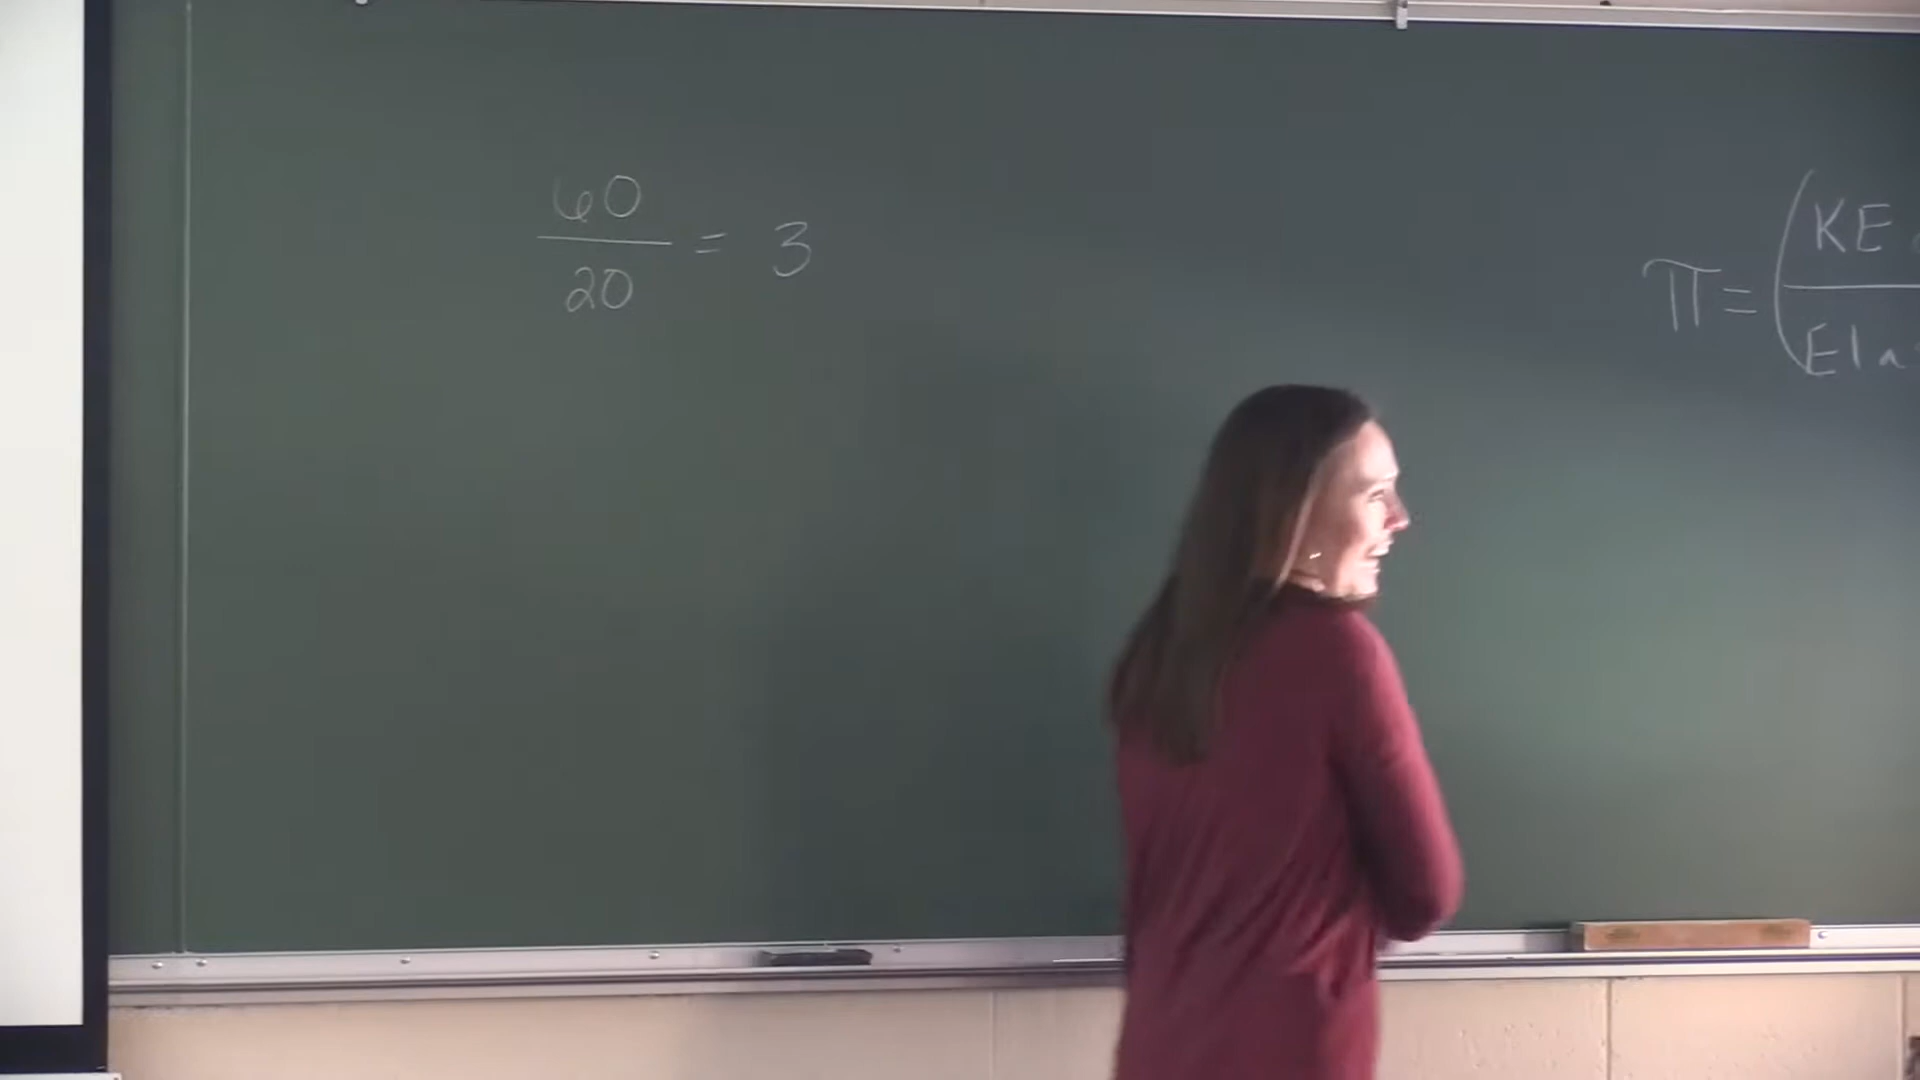 60
20
= 3
π =
(KE
Ela